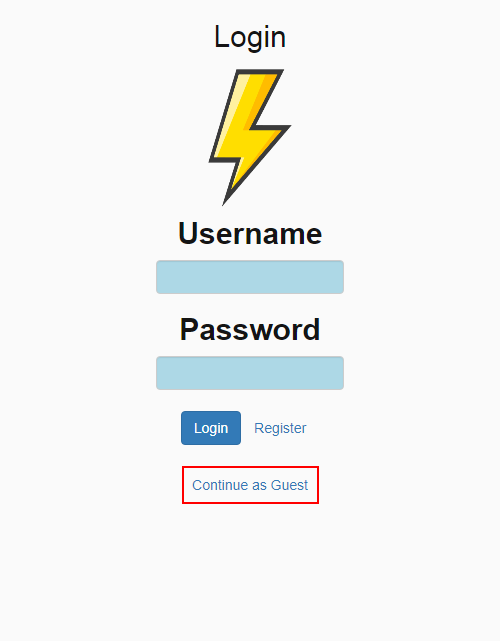 Login
Username
Password
Login Register
Continue as Guest